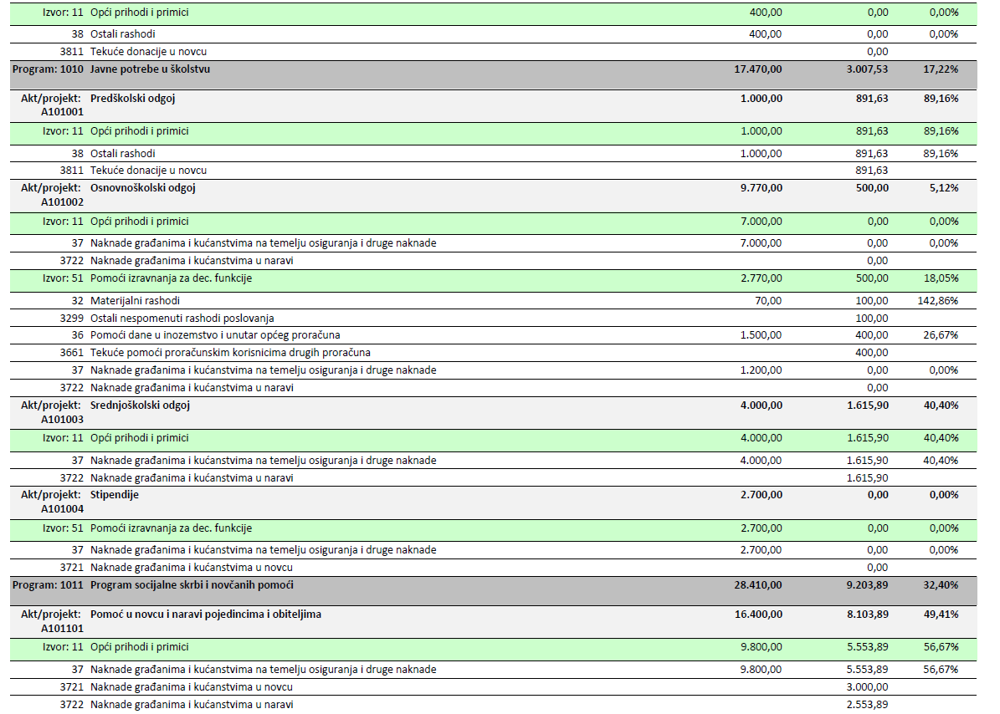 Izvor: 11 Opći prihodi i primici 400,00 0,00 0,00%
38 Ostali rashodi 400,00 0,00 0,00%
3811 Tekuće donacije u novcu 0,00
Program: 1010 Javne potrebe u školstvu 17.470,00 3.007,53 17,22%
Akt/projekt: Predškolski odgoj 1.000,00 891,63 89,16%
A101001
Izvor: 11 Opći prihodi i primici 1.000,00 891,63 89,16%
38 Ostali rashodi 1.000,00 891,63 89,16%
3811 Tekuće donacije u novcu 891,63
Akt/projekt: Osnovnoškolski odgoj 9.770,00 500,00 5,12%
A101002
Izvor: 11 Opći prihodi i primici 7.000,00 0,00 0,00%
37 Naknade građanima i kućanstvima na temelju osiguranja i druge naknade 7.000,00 0,00 0,00%
3722 Naknade građanima i kućanstvima u naravi 0,00
Izvor: 51 Pomoći izravnanja za dec. funkcije 2.770,00 500,00 18,05%
32 Materijalni rashodi 70,00 100,00 142,86%
3299 Ostali nespomenuti rashodi poslovanja 100,00
36 Pomoći dane u inozemstvo i unutar općeg proračuna 1.500,00 400,00 26,67%
3661 Tekuće pomoći proračunskim korisnicima drugih proračuna 400,00
37 Naknade građanima i kućanstvima na temelju osiguranja i druge naknade 1.200,00 0,00 0,00%
3722 Naknade građanima i kućanstvima u naravi 0,00
Akt/projekt: Srednjoškolski odgoj 4.000,00 1.615,90 40,40%
A101003
Izvor: 11 Opći prihodi i primici 4.000,00 1.615,90 40,40%
37 Naknade građanima i kućanstvima na temelju osiguranja i druge naknade 4.000,00 1.615,90 40,40%
3722 Naknade građanima i kućanstvima u naravi 1.615,90
Akt/projekt: Stipendije 2.700,00 0,00 0,00%
A101004
Izvor: 51 Pomoći izravnanja za dec. funkcije 2.700,00 0,00 0,00%
37 Naknade građanima i kućanstvima na temelju osiguranja i druge naknade 2.700,00 0,00 0,00%
3721 Naknade građanima i kućanstvima u novcu 0,00
Program: 1011 Program socijalne skrbi i novčanih pomoći 28.410,00 9.203,89 32,40%
Akt/projekt: Pomoć u novcu i naravi pojedincima i obiteljima 16.400,00 8.103,89 49,41%
A101101
Izvor: 11 Opći prihodi i primici 9.800,00 5.553,89 56,67%
37 Naknade građanima i kućanstvima na temelju osiguranja i druge naknade 9.800,00 5.553,89 56,67%
3721 Naknade građanima i kućanstvima u novcu 3.000,00
3722 Naknade građanima i kućanstvima u naravi 2.553,89